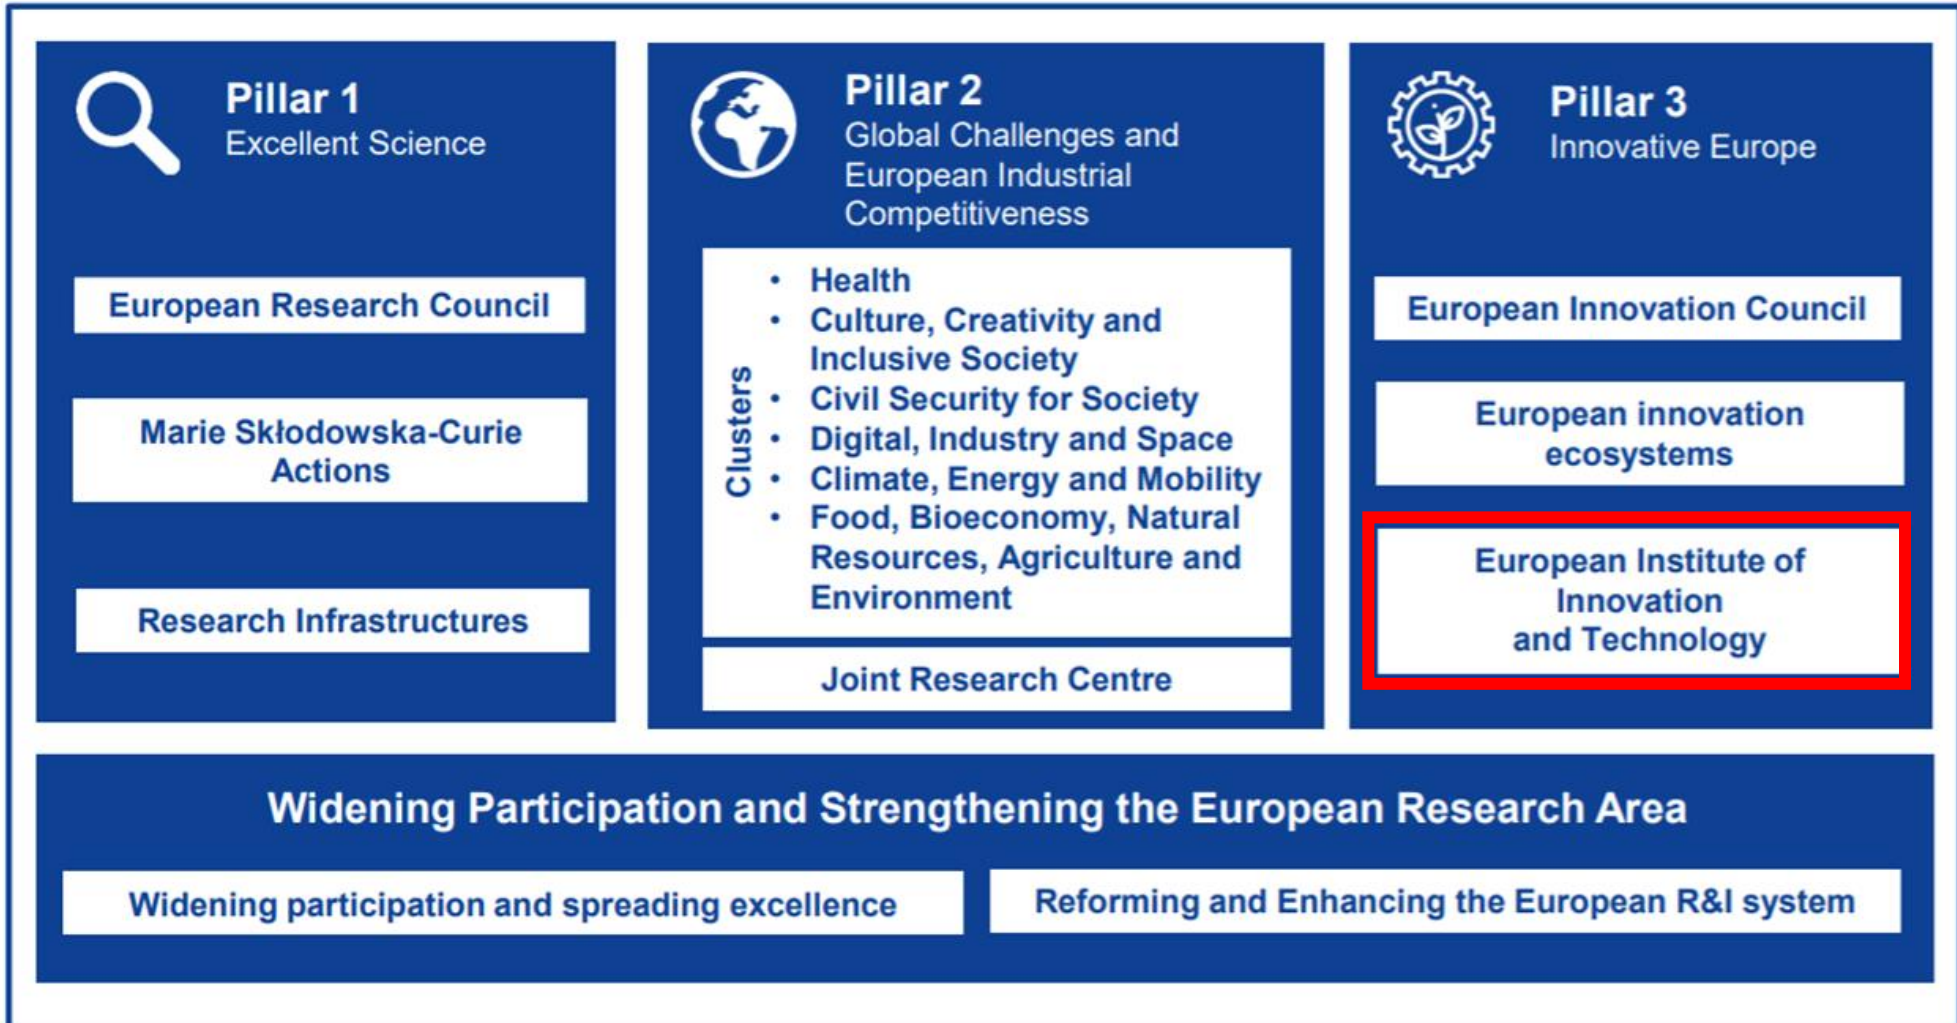 Pillar 1
Excellent Science
European Research Council
Marie Skłodowska-Curie
Actions
Research Infrastructures
Pillar 2
Global Challenges and
European Industrial
Competitiveness
Clusters
• Health
• Culture, Creativity and
Inclusive Society
• Civil Security for Society
• Digital, Industry and Space
• Climate, Energy and Mobility
• Food, Bioeconomy, Natural
Resources, Agriculture and
Environment
Joint Research Centre
Pillar 3
Innovative Europe
European Innovation Council
European innovation
ecosystems
European Institute of
Innovation
and Technology
Widening Participation and Strengthening the European Research Area
Widening participation and spreading excellence
Reforming and Enhancing the European R&I system